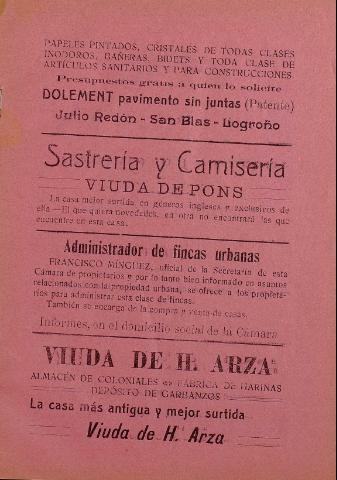 PAPELES PINTADOS, CRISTALES DE TODAS CLASES
INODOROS, BAÑERAS, BIDETS Y TODA CLASE DE
ARTÍCULOS SANITARIOS Y PARA CONSTRUCCIONES
Presupuestos gratis a quien lo solicite
DOLEMENT pavimento sin juntas (Patente)
Julio Redón - San Blas - Logroño
Sastrería y Camisería
VIUDA DE PONS
La casa mejor surtida en géneros ingleses y exclusivos de
ella — El que quiera novedades, en otra no encontrará las que
encuentre en esta casa.
Administrador de fincas urbanas
FRANCISCO MÍNGUEZ, oficial de la Secretaría de esta
Cámara de propietarios y por lo tanto bien informado en asuntos
relacionados con la propiedad urbana, se ofrece a los propieta-
rios para administrar esta clase de fincas.
También se encarga de la compra y venta de casas.
Informes, en el domicilio social de la Cámara
VIUDA DE H. ARZA
ALMACÉN DE COLONIALES FÁBRICA DE HARINAS
DEPÓSITO DE GARBANZOS
La casa más antigua y mejor surtida
Viuda de H. Arza